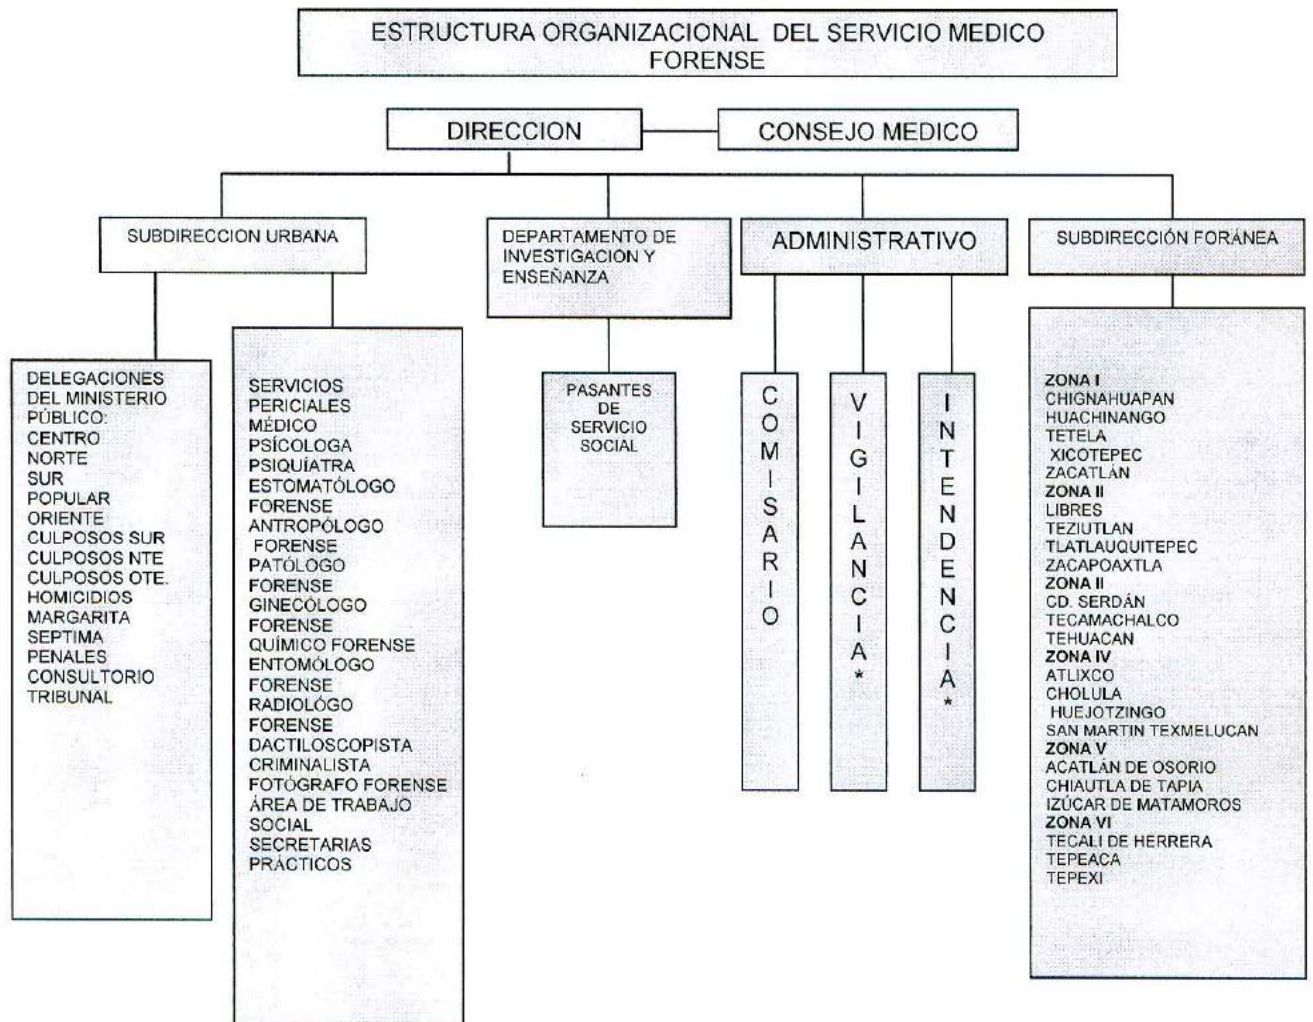 ESTRUCTURA ORGANIZACIONAL DEL SERVICIO MEDICO
FORENSE
DIRECCION
CONSEJO MEDICO
SUBDIRECCION URBANA
DEPARTAMENTO DE
INVESTIGACION Y
ENSEÑANZA
ADMINISTRATIVO
SUBDIRECCIÓN FORÁNEA
DELEGACIONES
DEL MINISTERIO
PÚBLICO:
CENTRO
NORTE
SUR
POPULAR
ORIENTE
CULPOSOS SUR
CULPOSOS NTE
CULPOSOS OTE.
HOMICIDIOS
MARGARITA
SEPTIMA
PENALES
CONSULTORIO
TRIBUNAL
SERVICIOS
PERICIALES
MÉDICO
PSÍCOLOGA
PSIQUÍATRA
ESTOMATÓLOGO
FORENSE
ANTROPÓLOGO
FORENSE
PATÓLOGO
FORENSE
GINECÓLOGO
FORENSE
QUÍMICO FORENSE
ENTOMÓLOGO
FORENSE
RADIOLÓGO
FORENSE
DACTILOSCOPISTA
CRIMINALISTA
FOTÓGRAFO FORENSE
ÁREA DE TRABAJO
SOCIAL
SECRETARIAS
PRÁCTICOS
PASANTES
DE
SERVICIO
SOCIAL
COMISARIO
VIGILANCIA*
INTENDENCIA*
ZONA I
CHIGNAHUAPAN
HUACHINANGO
TETELA
XICOTEPEC
ZACATLÁN
ZONA II
LIBRES
TEZIUTLAN
TLATLAUQUITEPEC
ZACAPOAXTLA
ZONA II
CD. SERDÁN
TECAMACHALCO
TEHUACAN
ZONA IV
ATLIXCO
CHOLULA
HUEJOTZINGO
SAN MARTIN TEXMELUCAN
ZONA V
ACATLÁN DE OSORIO
CHIAUTLA DE TAPIA
IZÚCAR DE MATAMOROS
ZONA VI
TECALI DE HERRERA
TEPEACA
TEPEXI